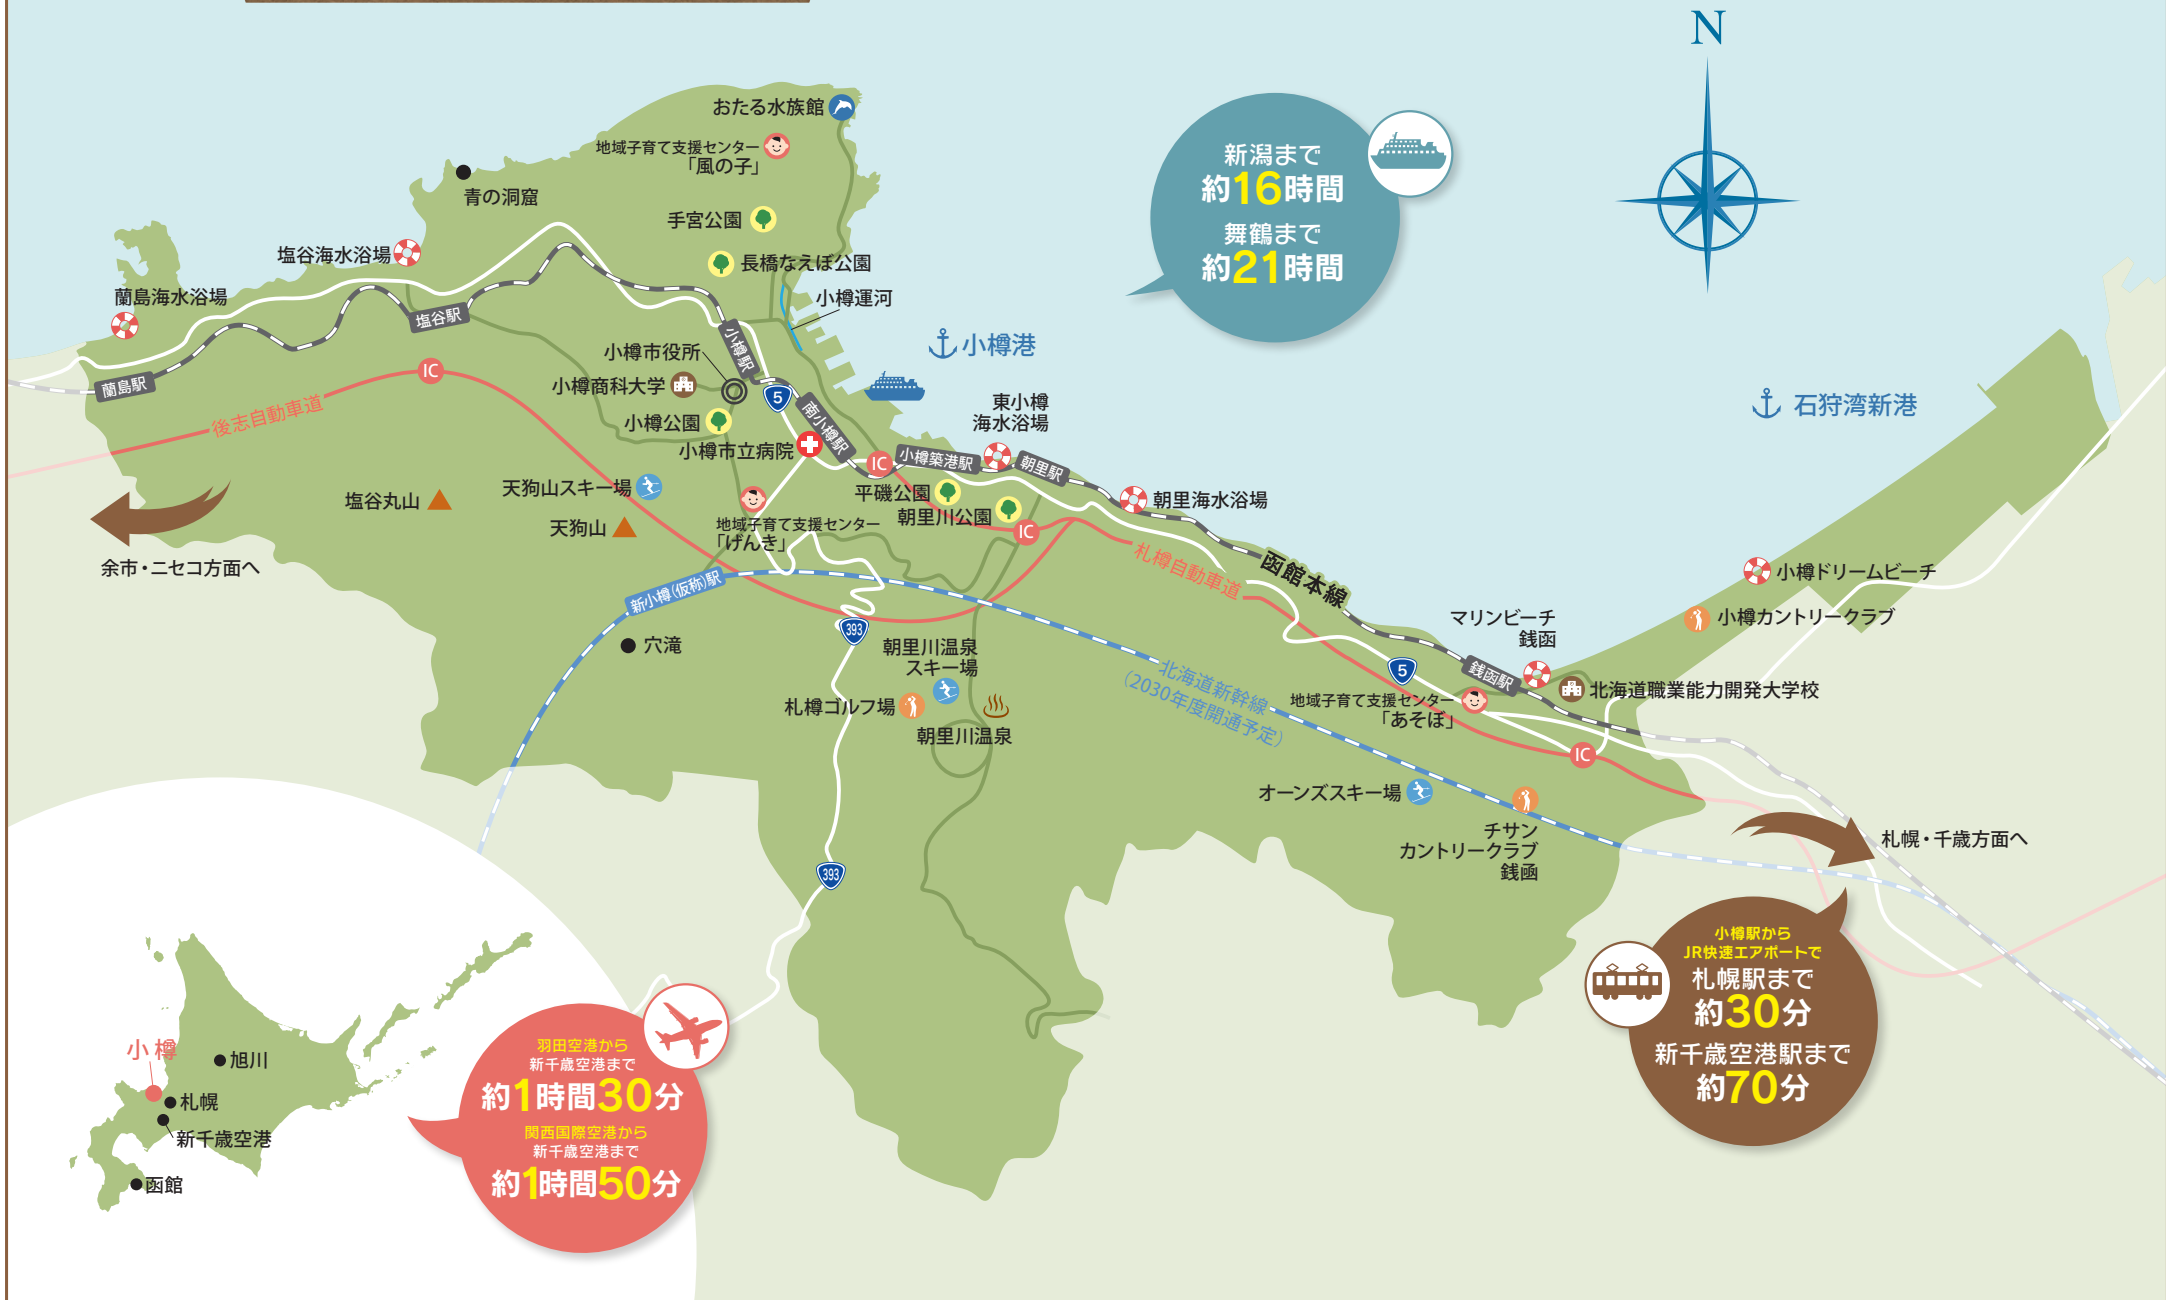 N
おたる水族館
地域子育て支援センター
「風の子」
青の洞窟
手宮公園
塩谷海水浴場
長橋なえぼ公園
蘭島海水浴場
小樽運河
塩谷駅
小樽駅
小樽市役所
小樽港
蘭島駅
IC
小樽商科大学
5
後志自動車道
小樽公園
南小樽駅
東小樽
海水浴場
小樽市立病院
IC
小樽築港駅
朝里駅
塩谷丸山
天狗山スキー場
天狗山
平磯公園
朝里川公園
朝里海水浴場
地域子育て支援センター
「げんき」
IC
札樽自動車道
函館本線
余市・ニセコ方面へ
新小樽(仮称)駅
393
穴滝
朝里川温泉
スキー場
札樽ゴルフ場
朝里川温泉
北海道新幹線
(2030年度開通予定)
新潟まで
約16時間
舞鶴まで
約21時間
石狩湾新港
小樽ドリームビーチ
小樽カントリークラブ
マリンビーチ
銭函
5
銭函駅
北海道職業能力開発大学校
地域子育て支援センター
「あそぼ」
IC
オーンズスキー場
チサン
カントリークラブ
銭函
札幌・千歳方面へ
393
小樽駅から
JR快速エアポートで
札幌駅まで
約30分
新千歳空港駅まで
約70分
小樽
旭川
札幌
新千歳空港
函館
羽田空港から
新千歳空港まで
約1時間30分
関西国際空港から
新千歳空港まで
約1時間50分